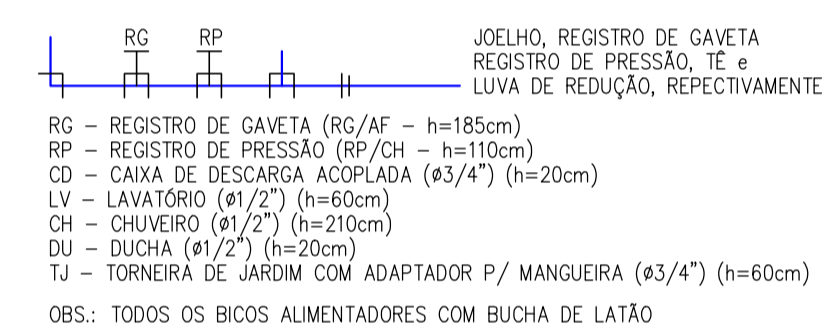 RG RP
JOELHO, REGISTRO DE GAVETA
REGISTRO DE PRESSÃO, TÊ e
LUVA DE REDUÇÃO, REPECTIVAMENTE
RG – REGISTRO DE GAVETA (RG/AF – h=185cm)
RP – REGISTRO DE PRESSÃO (RP/CH – h=110cm)
CD – CAIXA DE DESCARGA ACOPLADA (ø3/4") (h=20cm)
LV – LAVATÓRIO (ø1/2") (h=60cm)
CH – CHUVEIRO (ø1/2") (h=210cm)
DU – DUCHA (ø1/2") (h=20cm)
TJ – TORNEIRA DE JARDIM COM ADAPTADOR P/ MANGUEIRA (ø3/4") (h=60cm)
OBS.: TODOS OS BICOS ALIMENTADORES COM BUCHA DE LATÃO